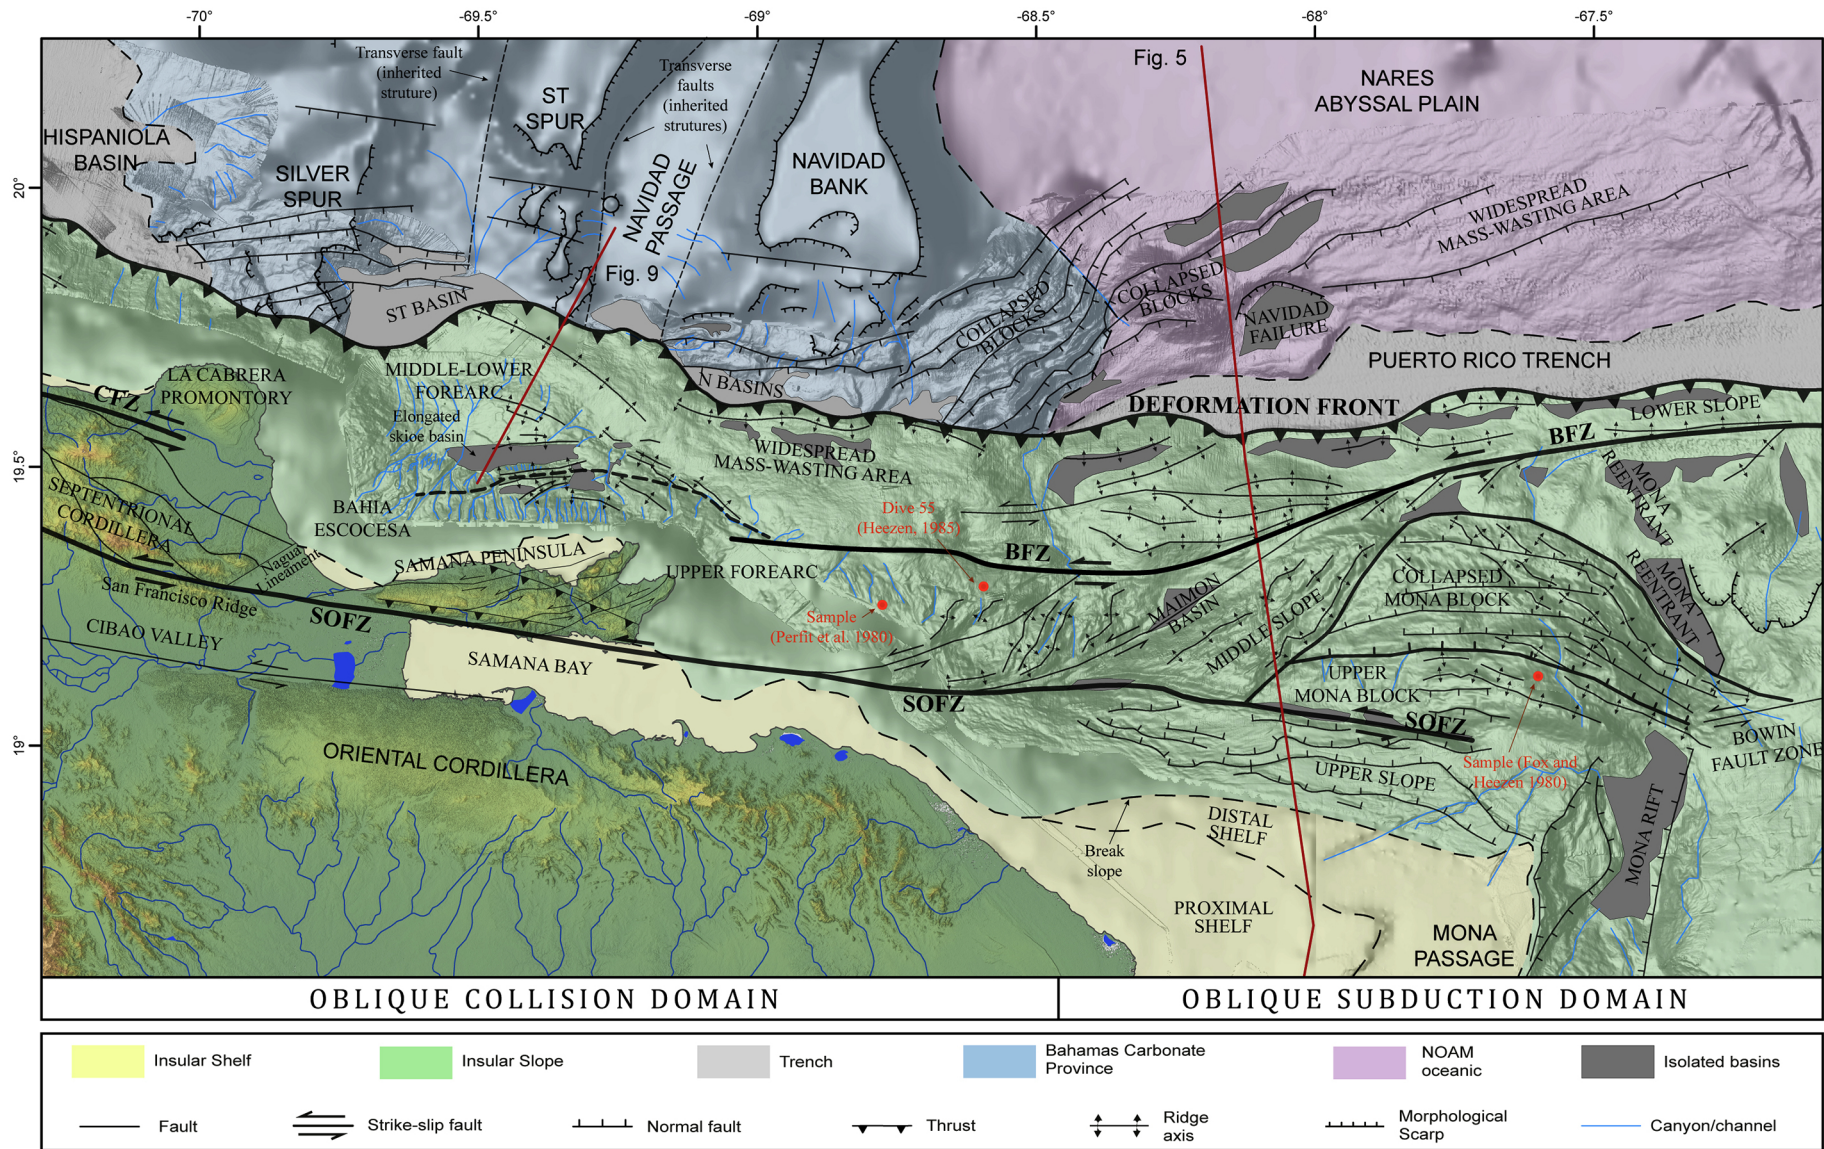 -70°
-69.5°
-69°
-68.5°
-68°
-67.5°
20°
19.5°
19°
Transverse fault
(inherited
struture)
ST
SPUR
Transverse
faults
(inherited
strutures)
NAVIDAD
PASSAGE
NAVIDAD
BANK
Fig. 5
NARES
ABYSSAL PLAIN
HISPANIOLA
BASIN
SILVER
SPUR
WIDESPREAD
MASS-WASTING AREA
Fig. 9
ST BASIN
COLLAPSED
BLOCKS
COLLAPSED
BLOCKS
NAVIDAD
FAILURE
PUERTO RICO TRENCH
LA CABRERA
PROMONTORY
MIDDLE-LOWER
FOREARC
N BASINS
DEFORMATION FRONT
LOWER SLOPE
CFZ
Elongated
skioe basin
WIDESPREAD
MASS-WASTING AREA
BFZ
MONA
REENTRANT
SEPTENTRIONAL
CORDILLERA
BAHIA
ESCOCESA
Dive 55
(Heezen. 1985)
Nagua
Lineament
SAMANA PENINSULA
UPPER FOREARC
BFZ
COLLAPSED
MONA BLOCK
MONA
REENTRANT
San Francisco Ridge
SOFZ
Sample
(Perfit et al. 1980)
MAIMON
BASIN
MIDDLE SLOPE
CIBAO VALLEY
SAMANA BAY
UPPER
MONA BLOCK
SOFZ
SOFZ
BOWIN
FAULT ZONE
ORIENTAL CORDILLERA
UPPER SLOPE
Sample (Fox and
Heezen 1980)
DISTAL
SHELF
Break
slope
MONA RIFT
PROXIMAL
SHELF
MONA
PASSAGE
OBLIQUE COLLISION DOMAIN
OBLIQUE SUBDUCTION DOMAIN
Insular Shelf
Insular Slope
Trench
Bahamas Carbonate
Province
NOAM
oceanic
Isolated basins
Fault
Strike-slip fault
Normal fault
Thrust
Ridge
axis
Morphological
Scarp
Canyon/channel